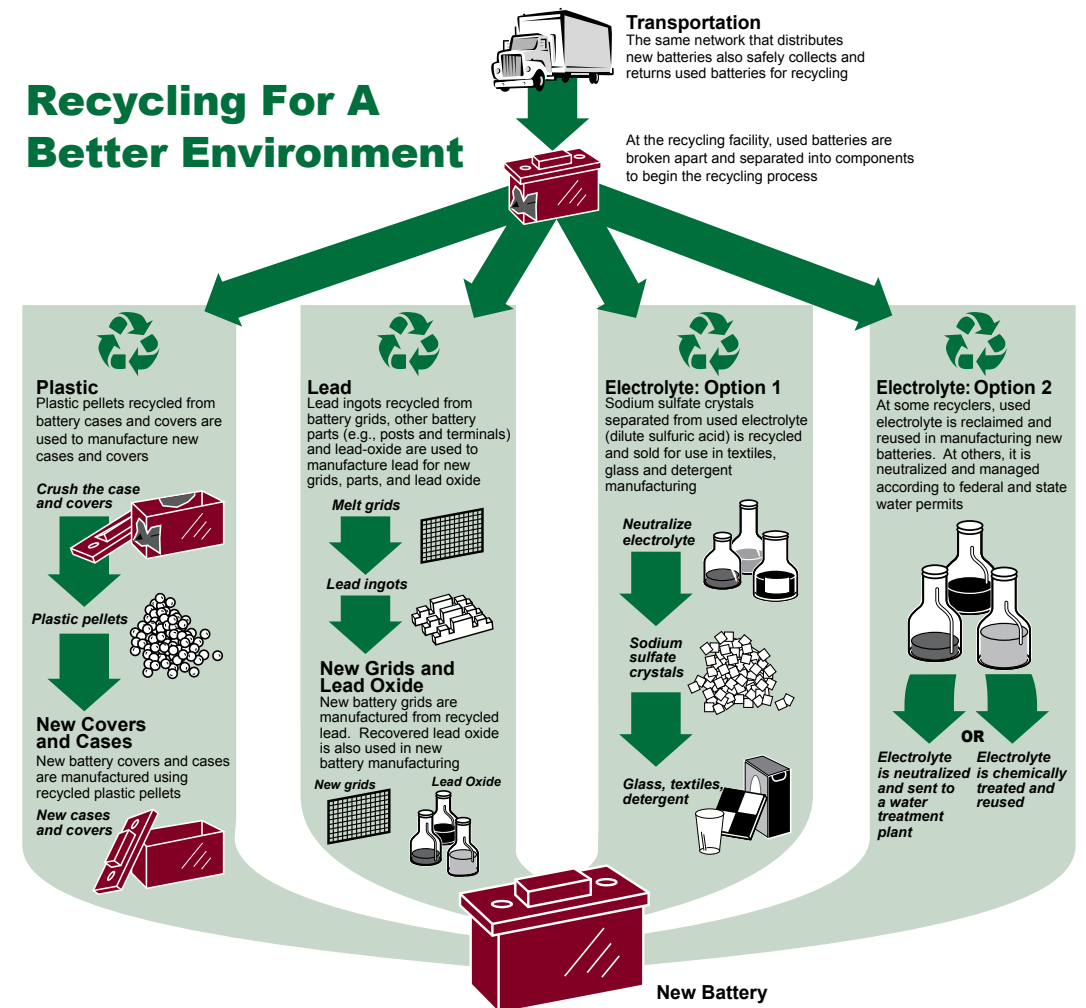 Recycling For A
Better Environment
Transportation
The same network that distributes
new batteries also safely collects and
returns used batteries for recycling
At the recycling facility, used batteries are
broken apart and separated into components
to begin the recycling process
Plastic
Plastic pellets recycled from
battery cases and covers are
used to manufacture new
cases and covers
Crush the case
and covers
Plastic pellets
New Covers
and Cases
New battery covers and cases
are manufactured using
recycled plastic pellets
New cases
and covers
Lead
Lead ingots recycled from
battery grids, other battery
parts (e.g., posts and terminals)
and lead-oxide are used to
manufacture lead for new
grids, parts, and lead oxide
Melt grids
Lead ingots
New Grids and
Lead Oxide
New battery grids are
manufactured from recycled
lead. Recovered lead oxide
is also used in new
battery manufacturing
New grids
Lead Oxide
Electrolyte: Option 1
Sodium sulfate crystals
separated from used electrolyte
(dilute sulfuric acid) is recycled
and sold for use in textiles,
glass and detergent
manufacturing
Neutralize
electrolyte
Sodium
sulfate
crystals
Glass, textiles,
detergent
Electrolyte: Option 2
At some recyclers, used
electrolyte is reclaimed and
reused in manufacturing new
batteries. At others, it is
neutralized and managed
according to federal and state
water permits
OR
Electrolyte
is neutralized
and sent to
a water
treatment
plant
Electrolyte
is chemically
treated and
reused
New Battery